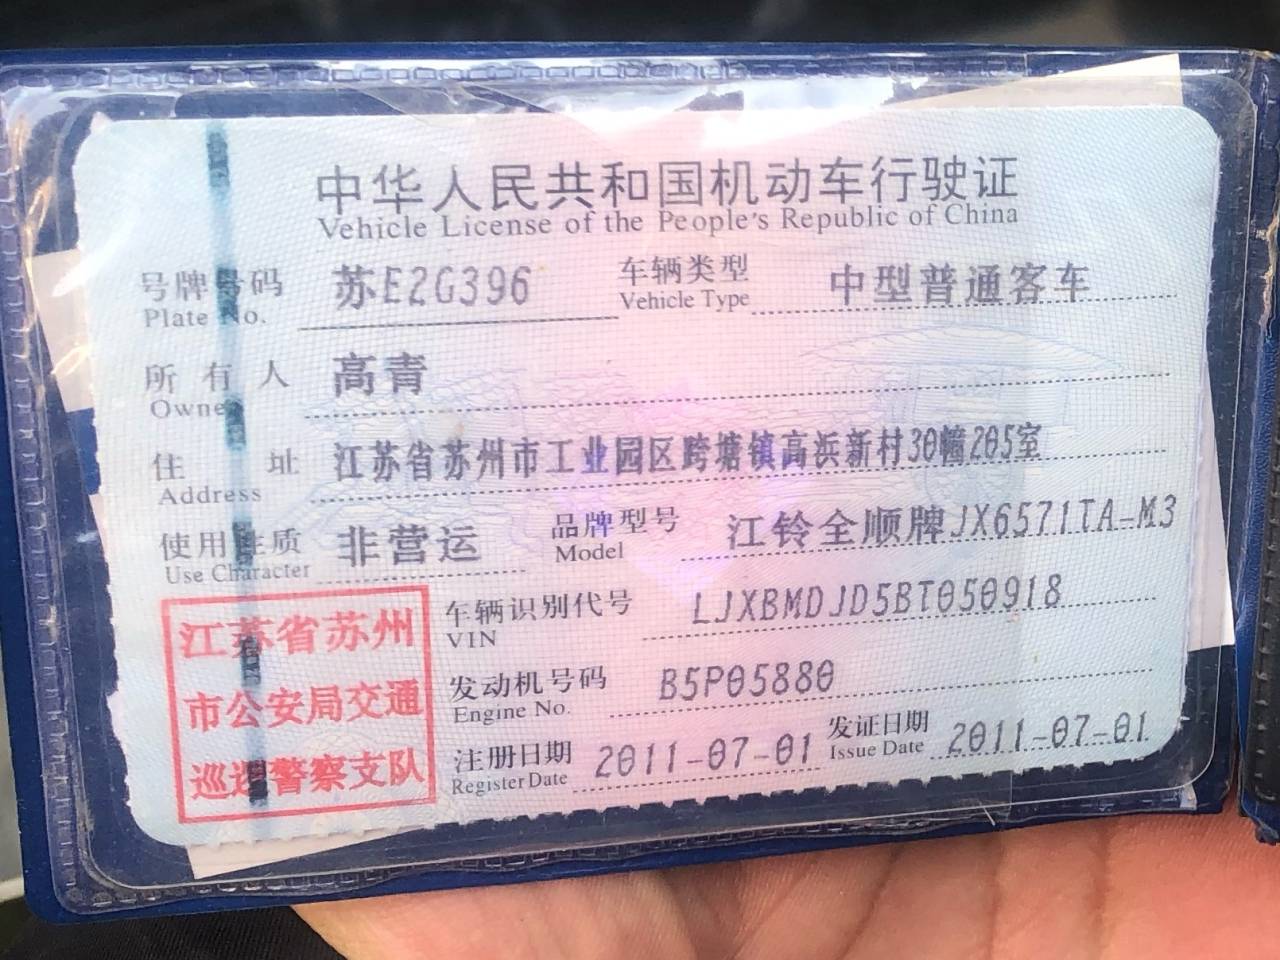 中华人民共和国机动车行驶证
Vehicle License of the People's Republic of China
号牌号码 苏E2G396 车辆类型 中型普通客车
Plate No. Vehicle Type
所有人 高青
Owner
住址 江苏省苏州市工业园区跨塘镇高浜新村30幢205室
Address
使用性质 非营运 品牌型号 江铃全顺牌JX6571TA-M3
Use Character Model
江苏省苏州
市公安局交通
巡逻警察支队
车辆识别代号 LJXBMDJD5BT050918
VIN
发动机号码 B5P05880
Engine No.
注册日期 2011-07-01 发证日期 2011-07-01
Register Date Issue Date